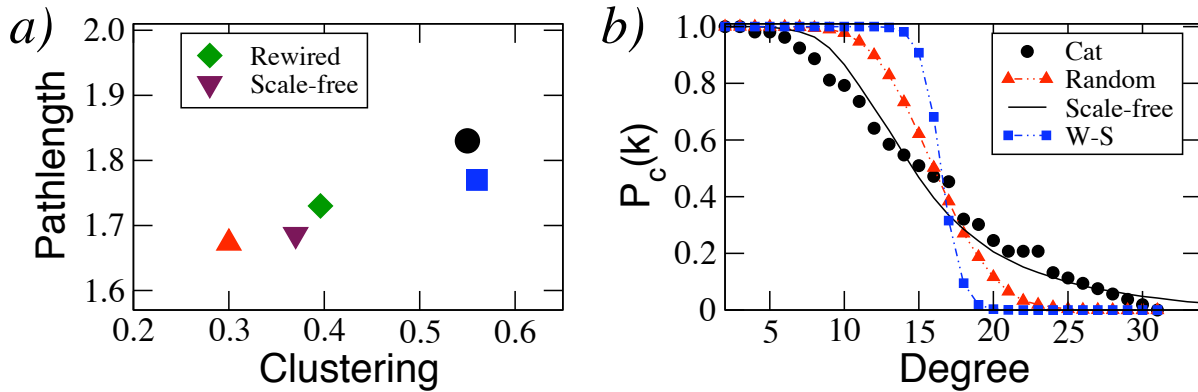 a)
2.0
1.9
1.8
1.7
1.6
Pathlength
Rewired
Scale-free
0.2 0.3 0.4 0.5 0.6
Clustering
b)
1.0
0.8
0.6
0.4
0.2
0
P_c(k)
Cat
Random
Scale-free
W-S
5 10 15 20 25 30
Degree